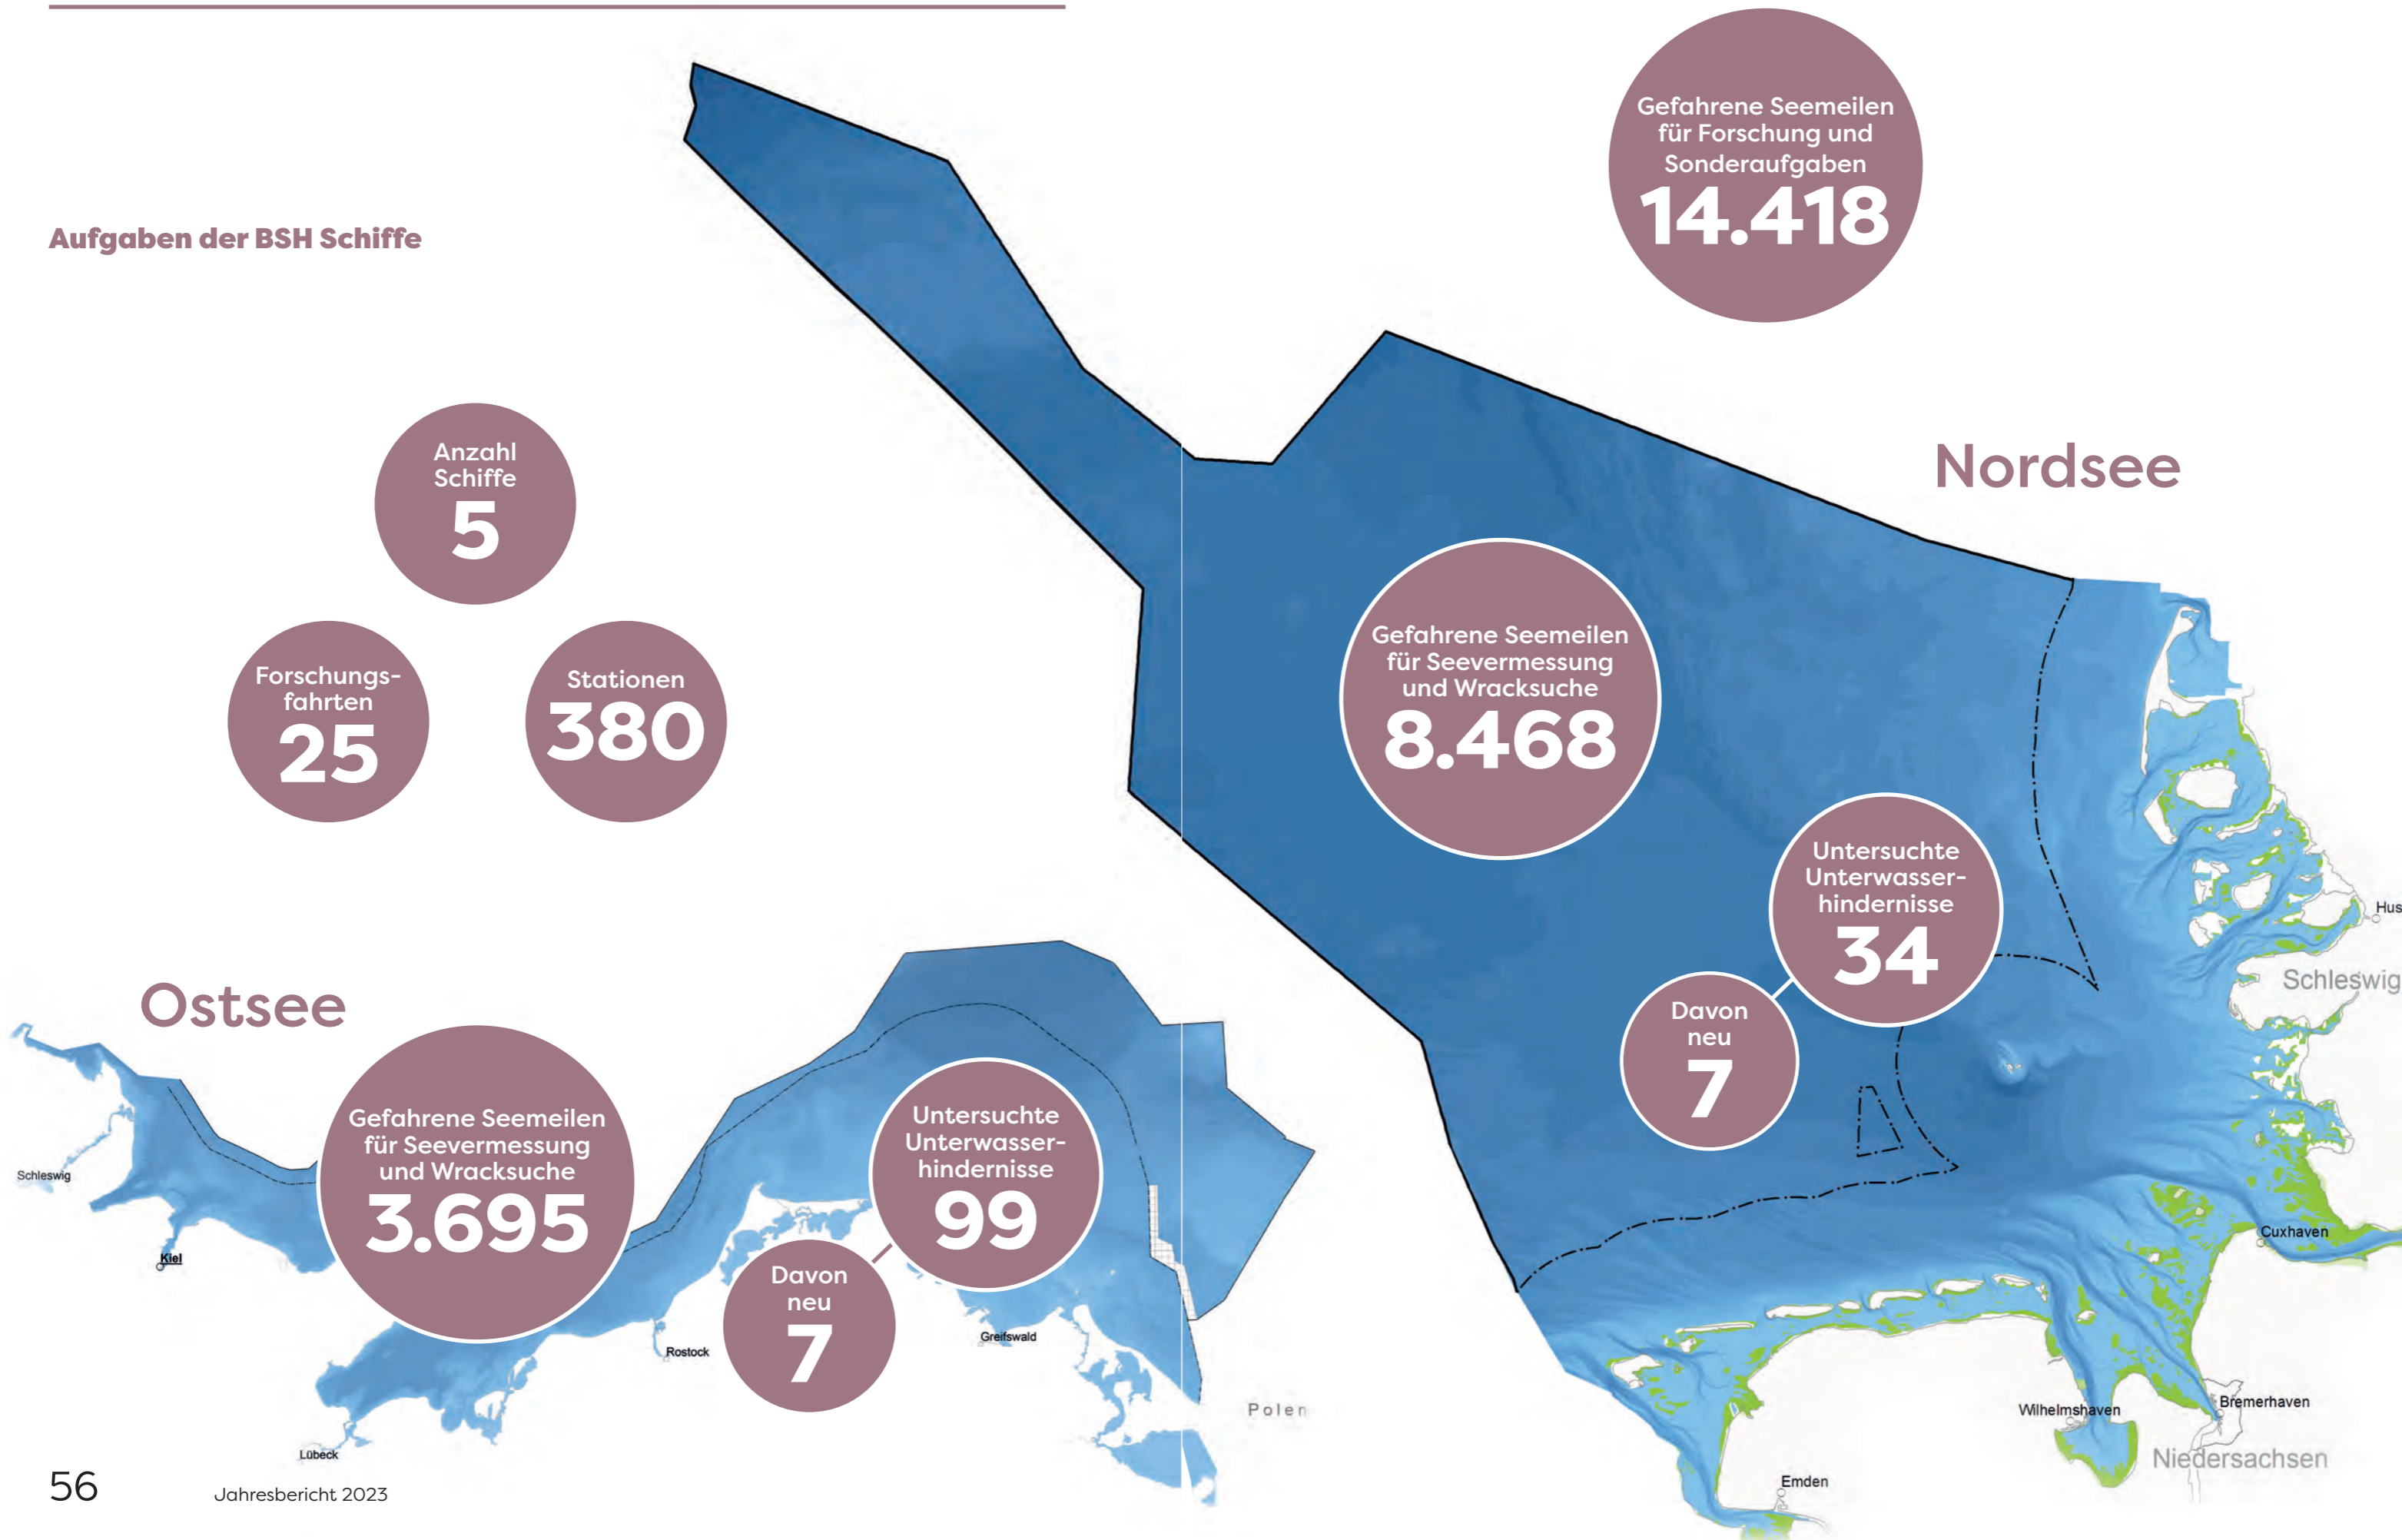 Aufgaben der BSH Schiffe
Gefahrene Seemeilen
für Forschung und
Sonderaufgaben
14.418
Anzahl
Schiffe
5
Forschungs-
fahrten
25
Stationen
380
Nordsee
Gefahrene Seemeilen
für Seevermessung
und Wracksuche
8.468
Untersuchte
Unterwasser-
hindernisse
34
Davon
neu
7
Hus
Schleswig
Cuxhaven
Bremerhaven
Wilhelmshaven
Niedersachsen
Emden
Ostsee
Gefahrene Seemeilen
für Seevermessung
und Wracksuche
3.695
Untersuchte
Unterwasser-
hindernisse
99
Davon
neu
7
Schleswig
Kiel
Lübeck
Rostock
Greifswald
Polen
56
Jahresbericht 2023